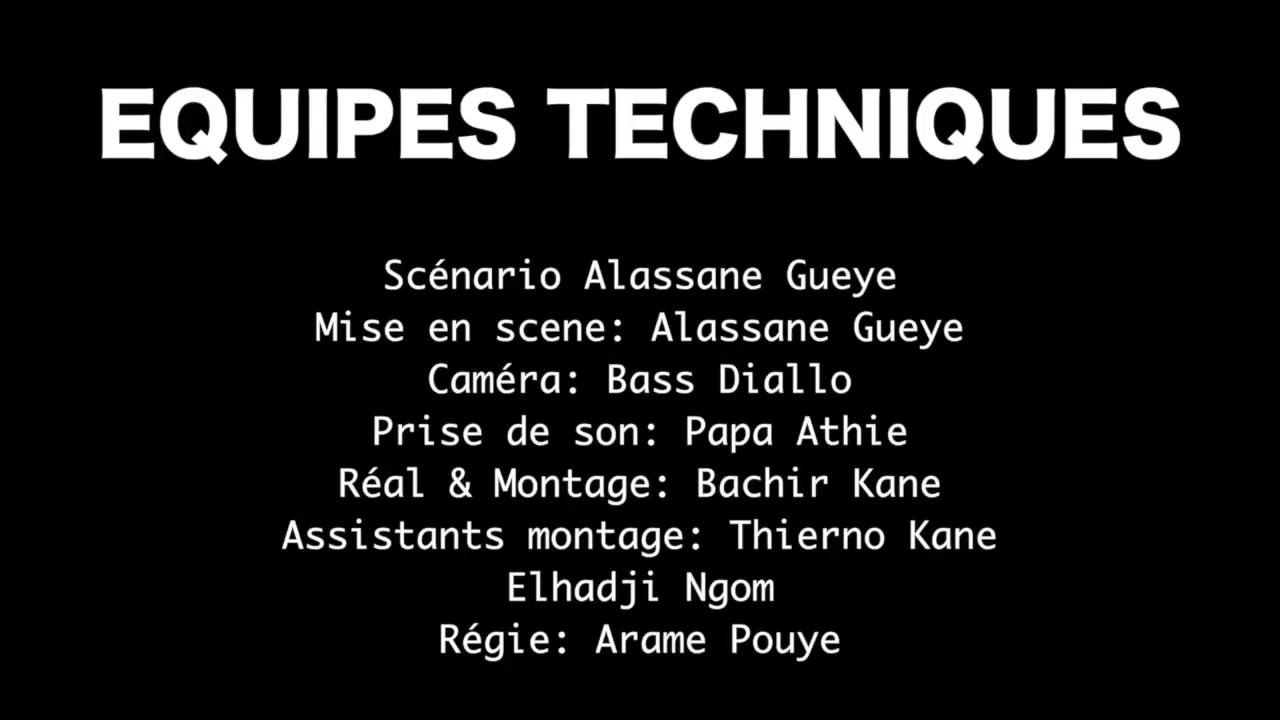 EQUIPES TECHNIQUES
Scénario Alassane Gueye
Mise en scene: Alassane Gueye
Caméra: Bass Diallo
Prise de son: Papa Athie
Réal & Montage: Bachir Kane
Assistants montage: Thierno Kane
Elhadji Ngom
Régie: Arame Pouye